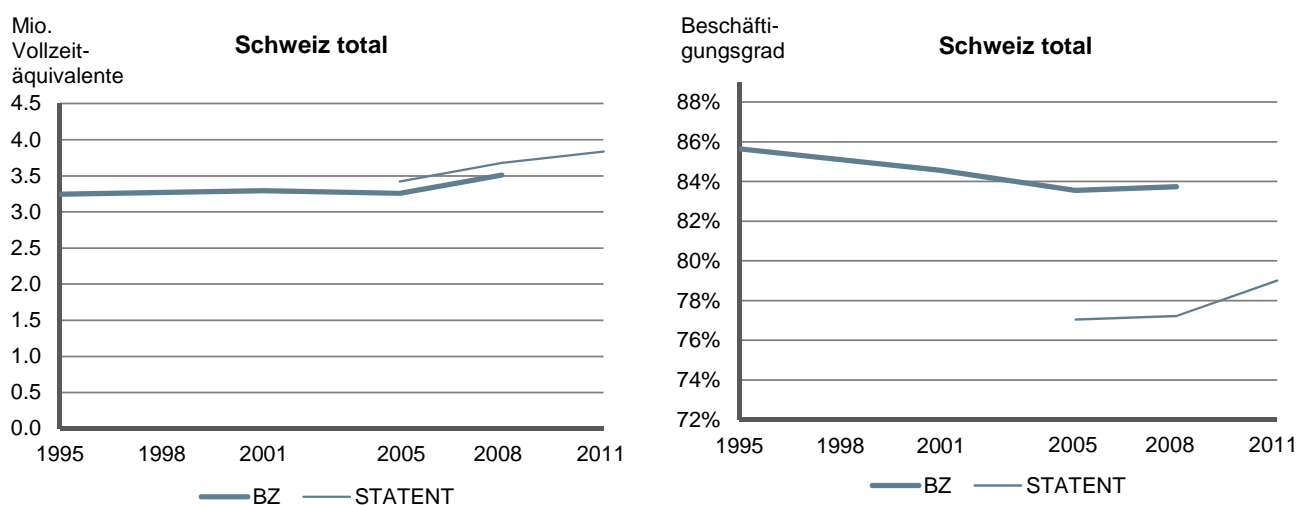 Mio.
Vollzeit-
äquivalente
Schweiz total
4.5
4.0
3.5
3.0
2.5
2.0
1.5
1.0
0.5
0.0
1995 1998 2001 2005 2008 2011
BZ STATENT
Beschäfti-
gungsgrad
Schweiz total
88%
86%
84%
82%
80%
78%
76%
74%
72%
1995 1998 2001 2005 2008 2011
BZ STATENT